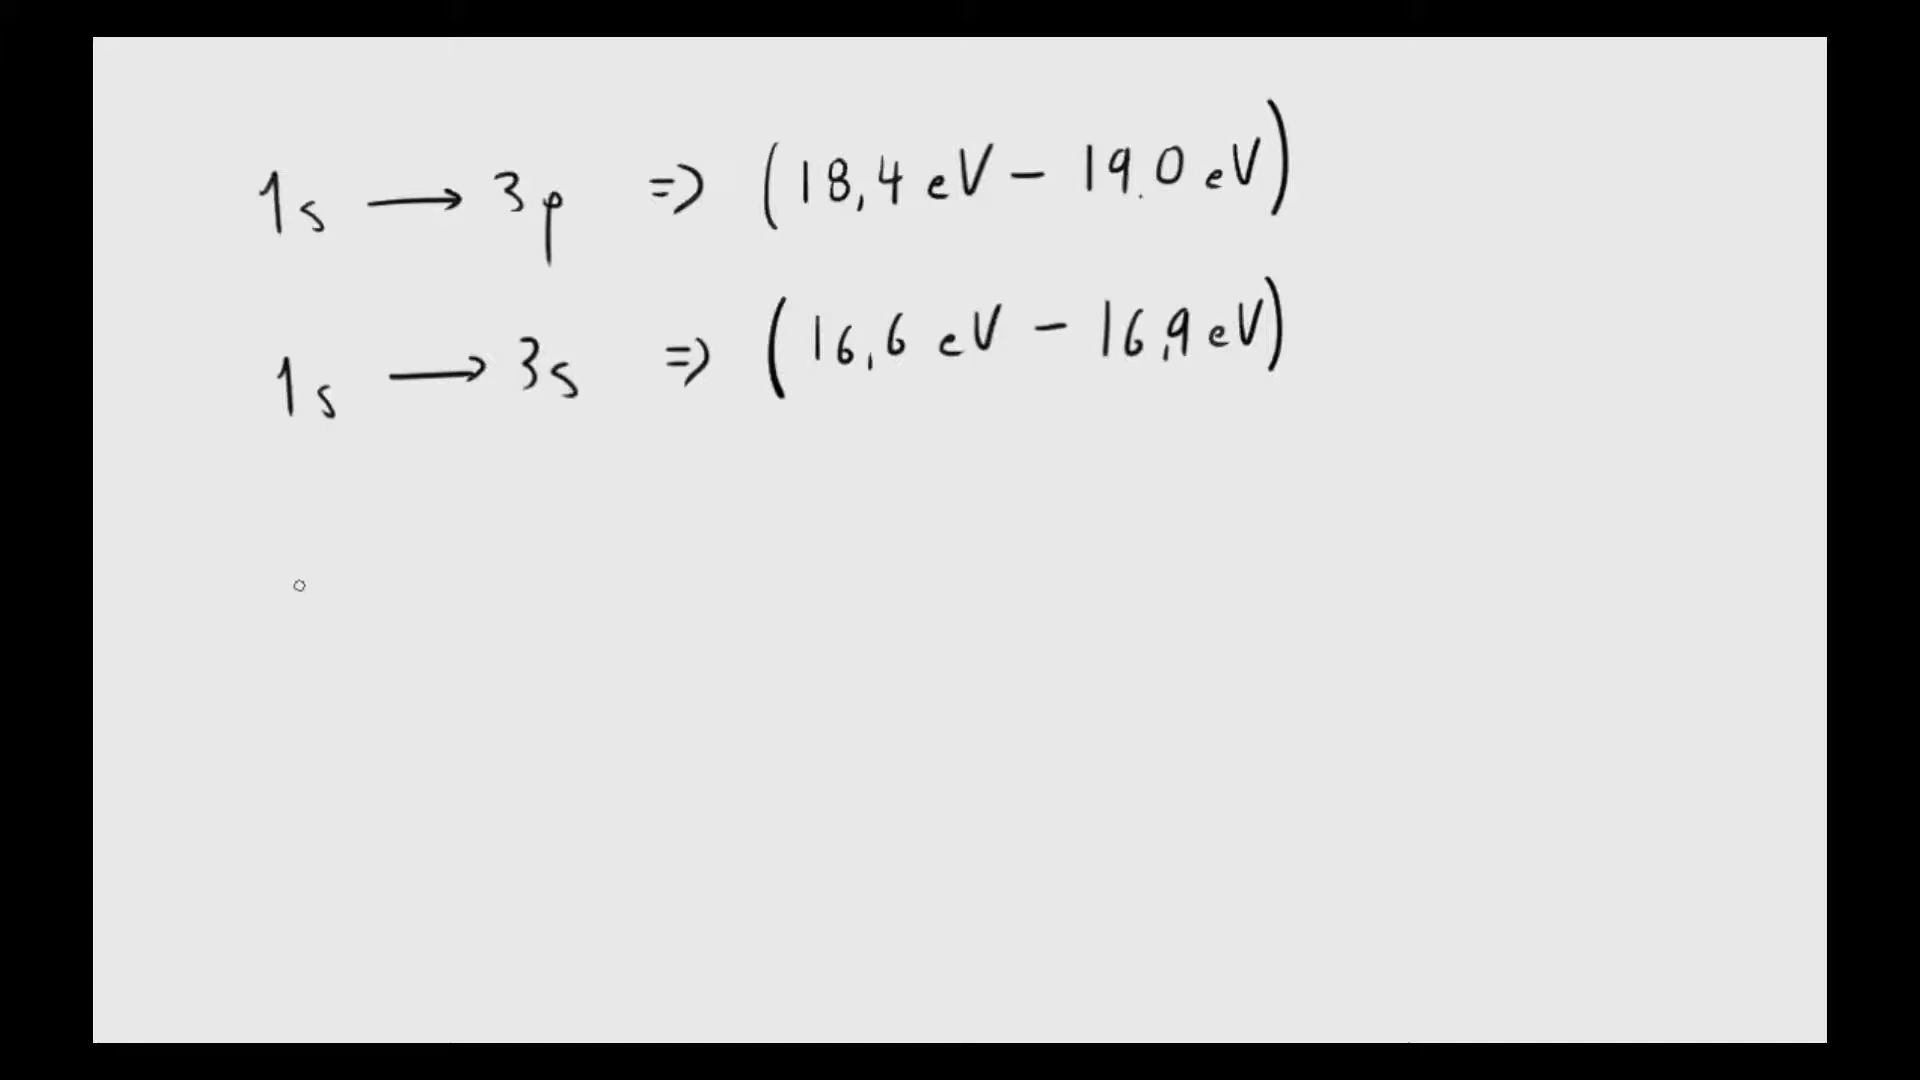 1s → 3p => (18,4 eV - 19.0 eV)
1s → 3s => (16,6 eV - 16,9 eV)